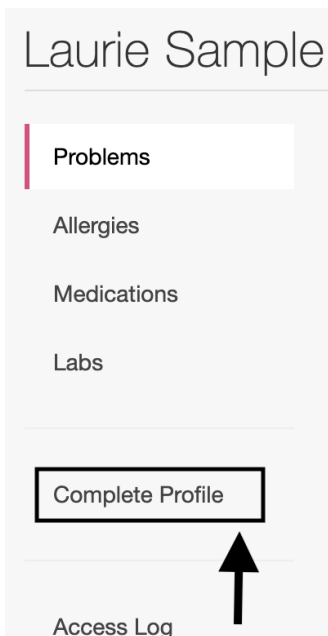 Laurie Sample
Problems
Allergies
Medications
Labs
Complete Profile
Access Log